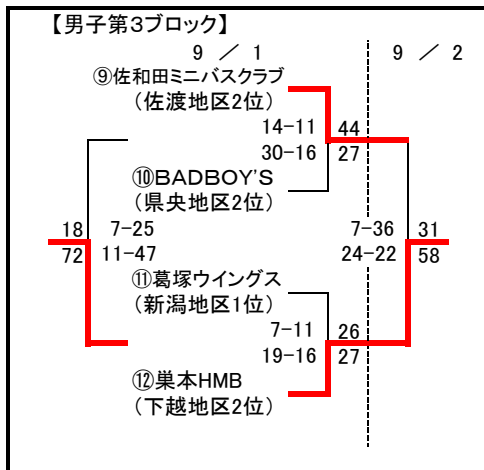 【男子第3ブロック】
9 ／ 1
9 ／ 2
⑨佐和田ミニバスクラブ
(佐渡地区2位)
14-11 44
30-16 27
⑩BADBOY'S
(県央地区2位)
18 7-25
72 11-47
7-36 31
24-22 58
⑪葛塚ウイングス
(新潟地区1位)
7-11 26
19-16 27
⑫巣本HMB
(下越地区2位)